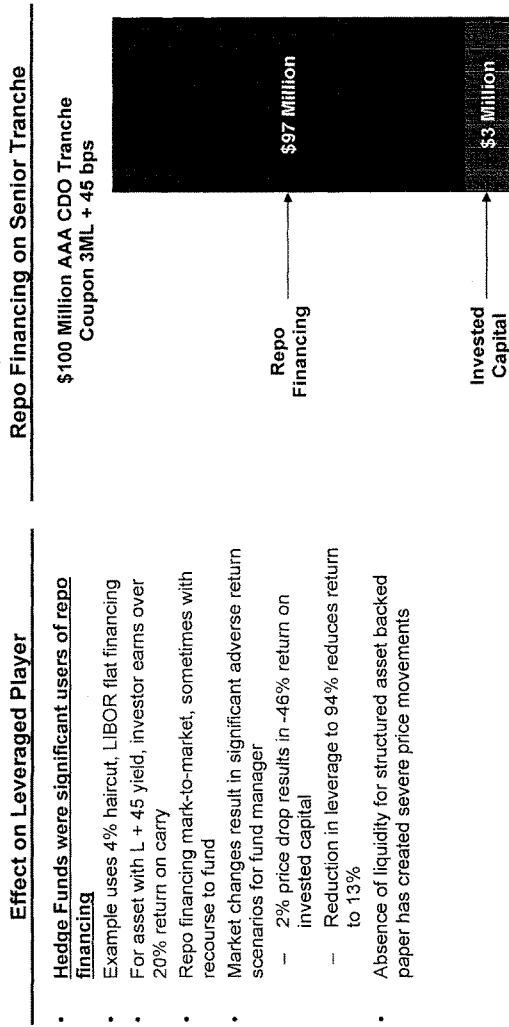 Effect on Leveraged Player
• Hedge Funds were significant users of repo
financing
• Example uses 4% haircut, LIBOR flat financing
• For asset with L + 45 yield, investor earns over
20% return on carry
• Repo financing mark-to-market, sometimes with
recourse to fund
• Market changes result in significant adverse return
scenarios for fund manager
– 2% price drop results in -46% return on
invested capital
– Reduction in leverage to 94% reduces return
to 13%
• Absence of liquidity for structured asset backed
paper has created severe price movements
Repo Financing on Senior Tranche
$100 Million AAA CDO Tranche
Coupon 3ML + 45 bps
Repo
Financing
$97 Million
Invested
Capital
$3 Million